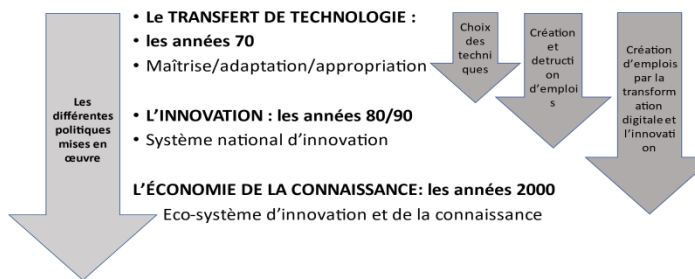 Les
différentes
politiques
mises en
œuvre
• Le TRANSFERT DE TECHNOLOGIE :
• les années 70
• Maîtrise/adaptation/appropriation
• L’INNOVATION : les années 80/90
• Système national d’innovation
L’ÉCONOMIE DE LA CONNAISSANCE: les années 2000
Eco-système d’innovation et de la connaissance
Choix
des
techni
ques
Création
et
detructi
on
d’emploi
s
Création
d’emplois
par la
transform
ation
digitale et
l’innovati
on